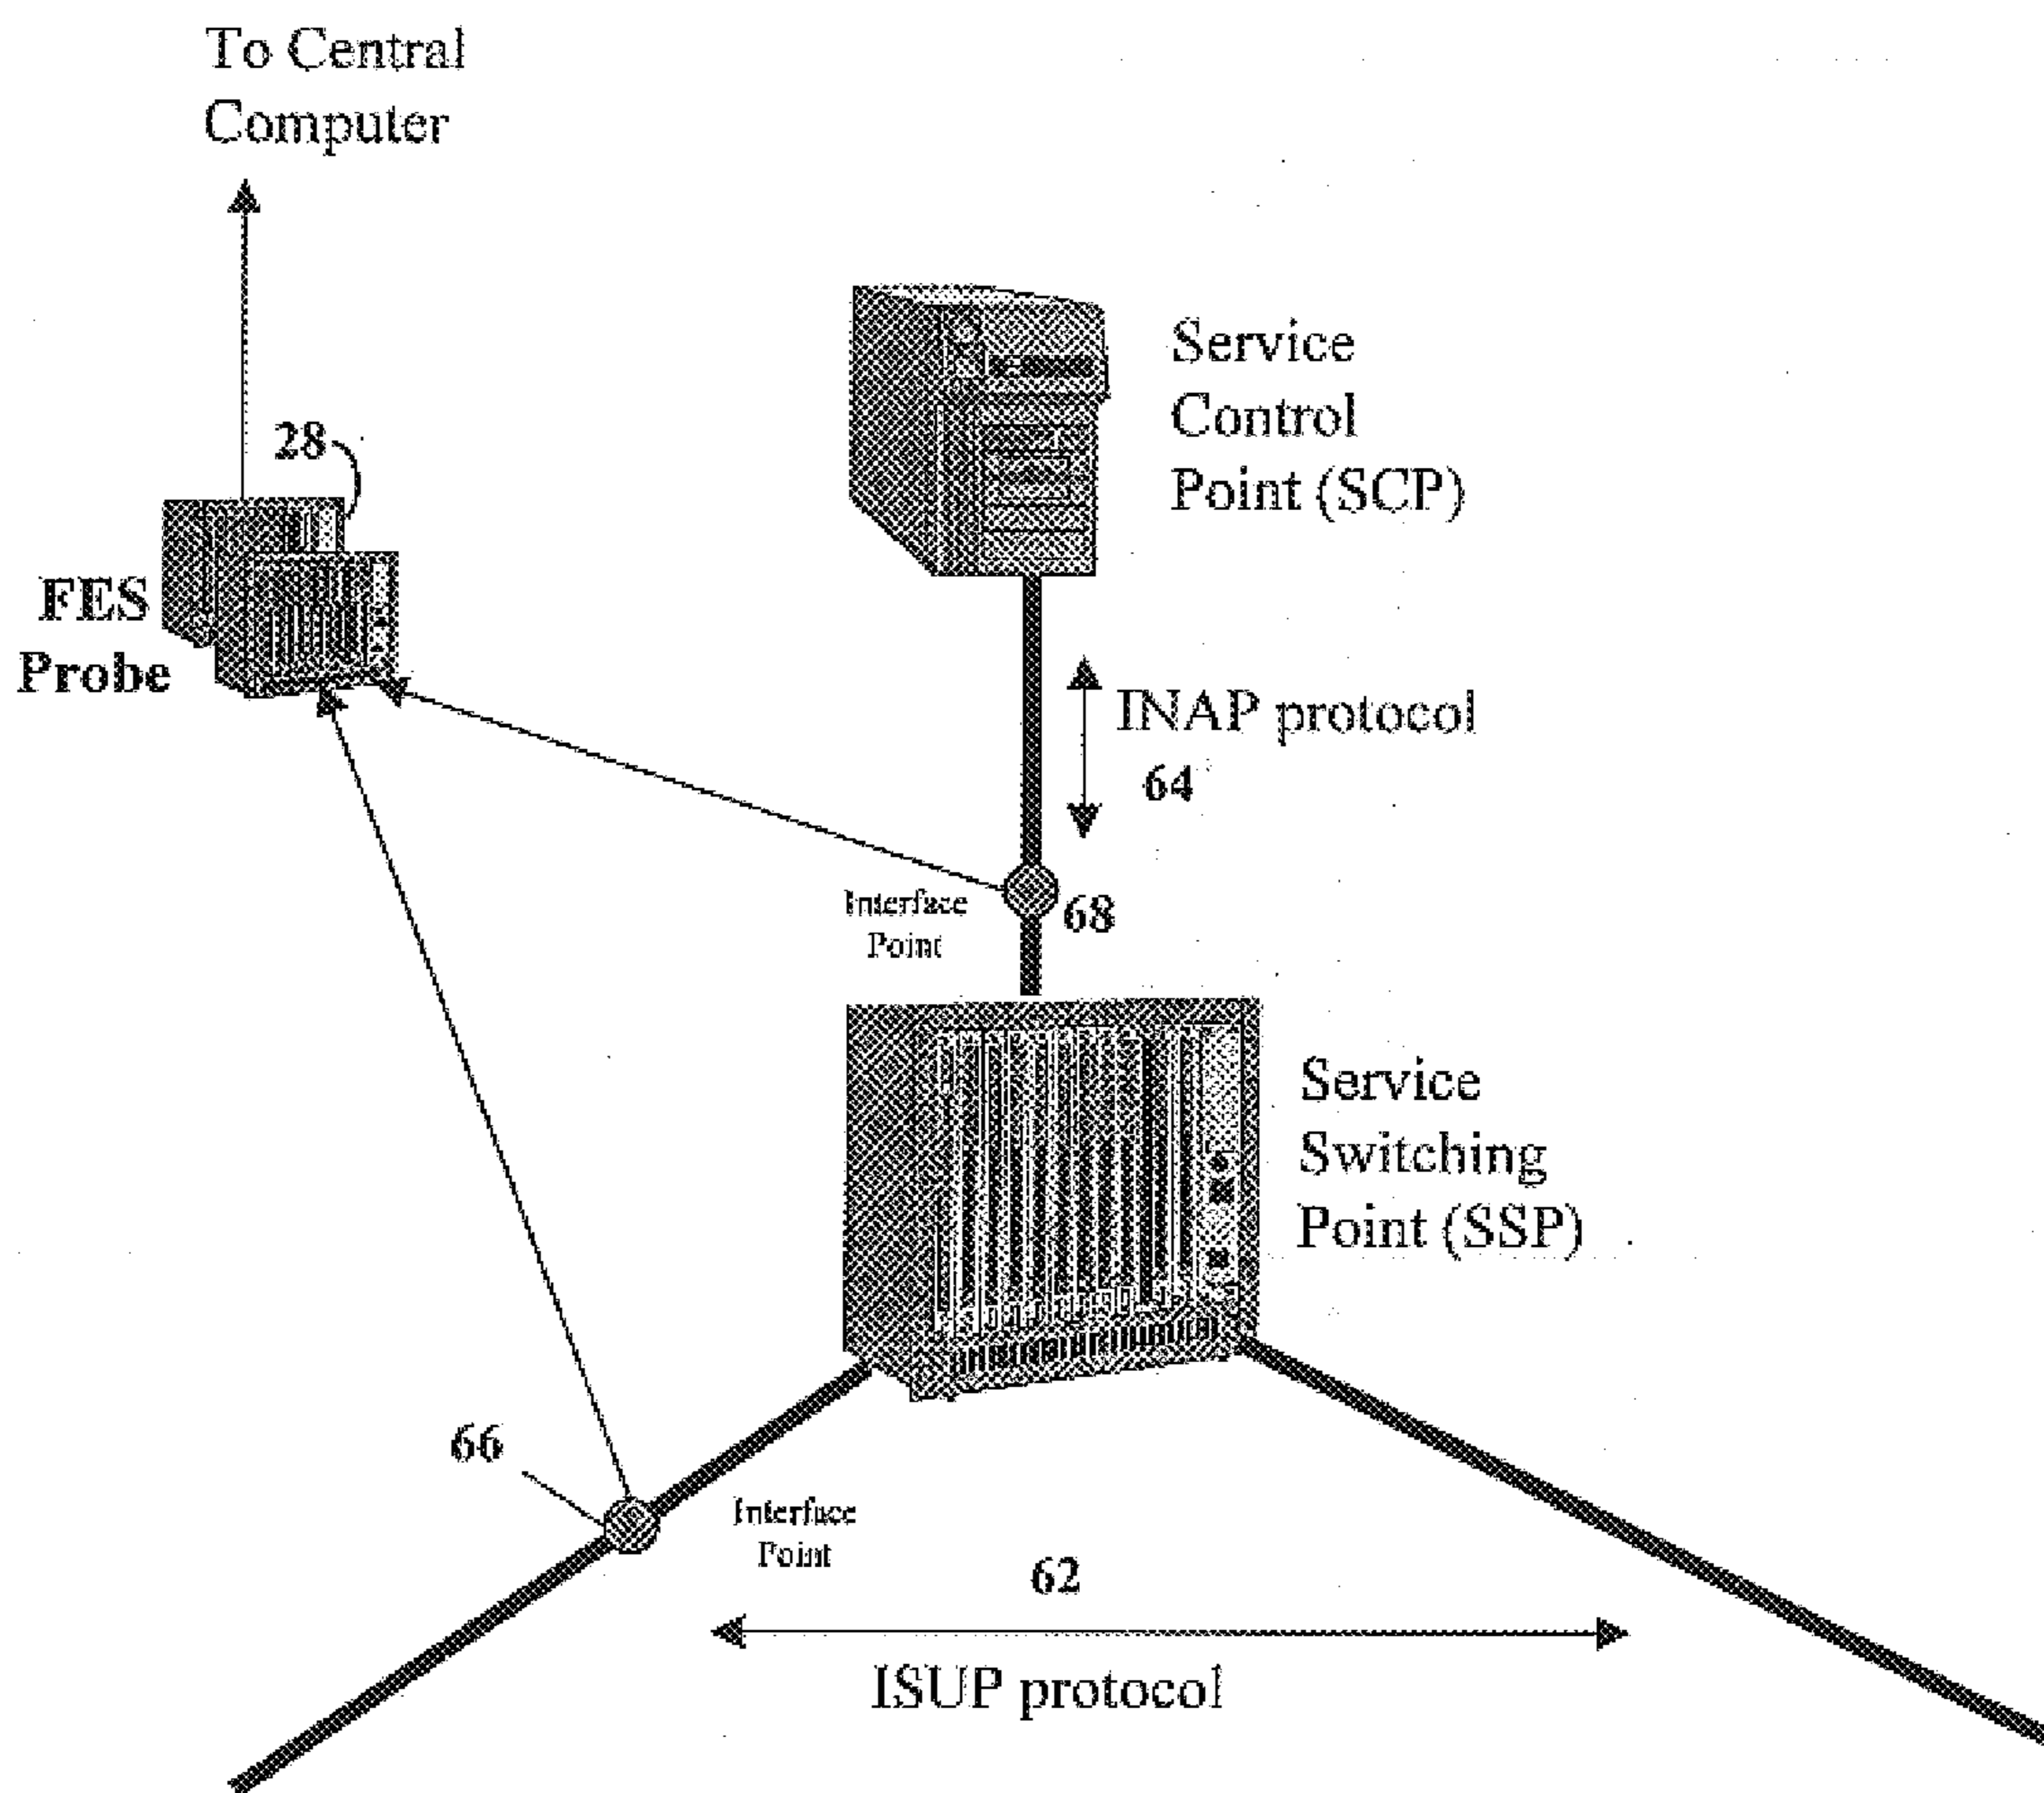 To Central
Computer
28
FES
Probe
Service
Control
Point (SCP)
INAP protocol
64
Interface
Point
68
Service
Switching
Point (SSP)
66
Interface
Point
62
ISUP protocol